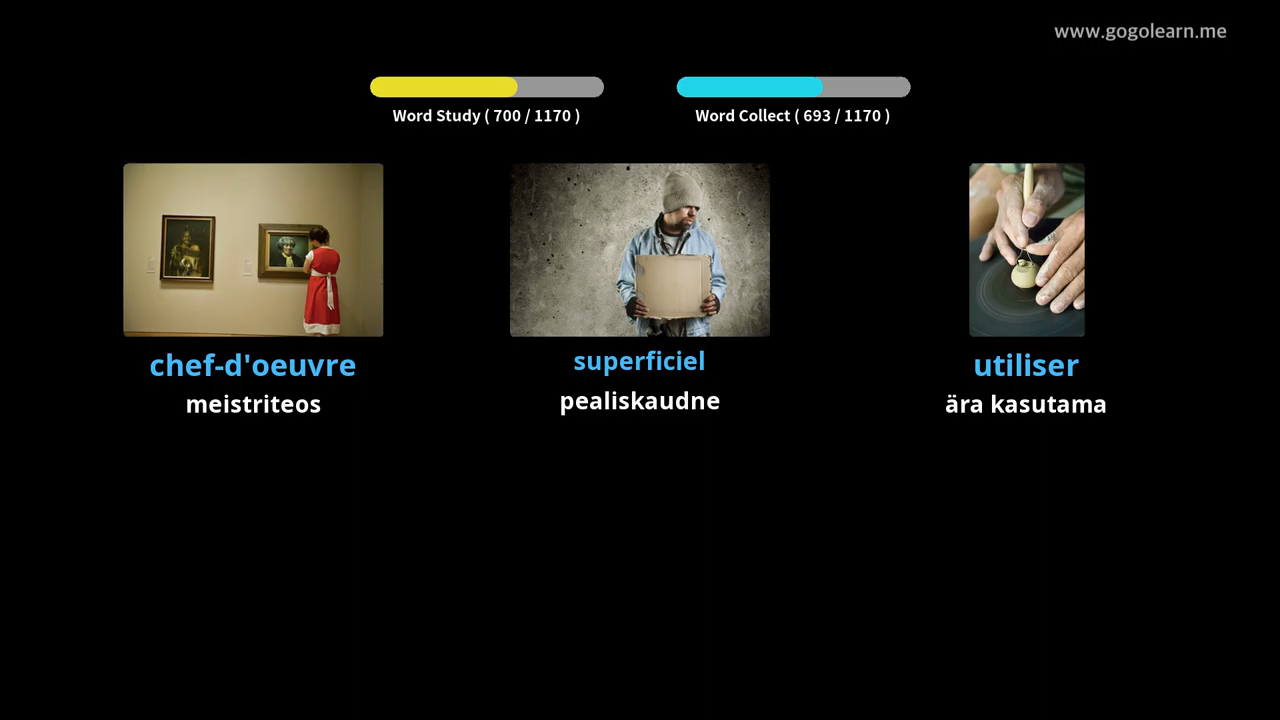 www.gogolearn.me
Word Study ( 700 / 1170 )
Word Collect ( 693 / 1170 )
chef-d'oeuvre
meistriteos
superficiel
pealiskaudne
utiliser
ära kasutama